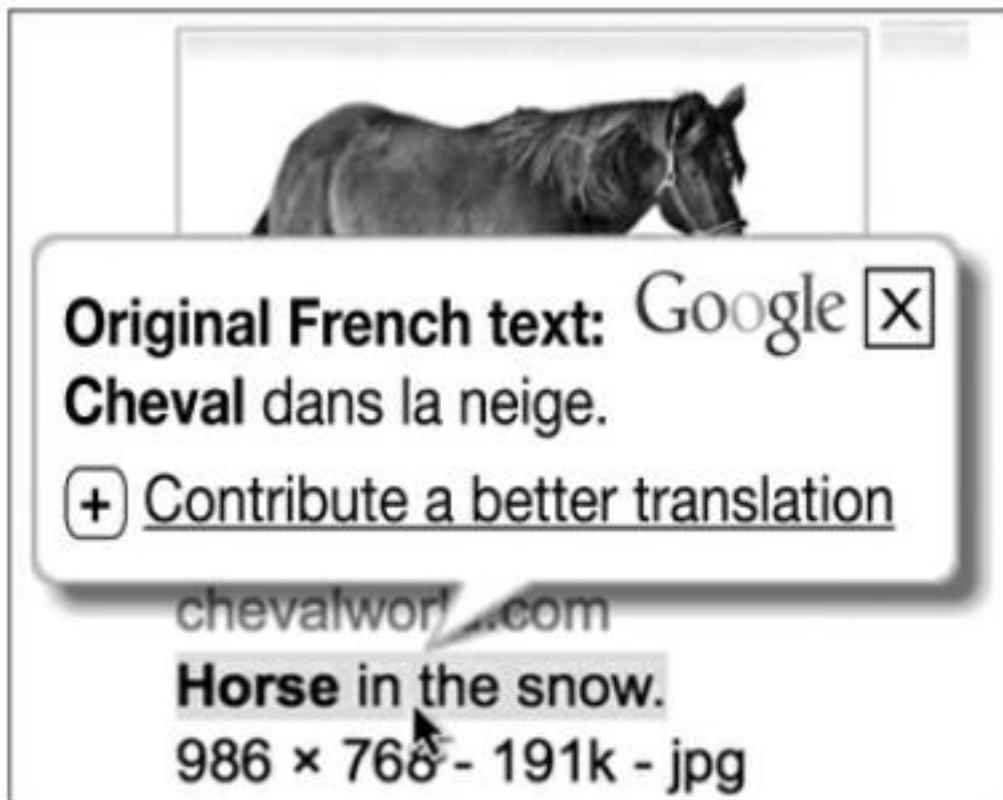 Original French text: Google X
Cheval dans la neige.
+ Contribute a better translation
Horse in the snow.
986 × 768 - 191k - jpg